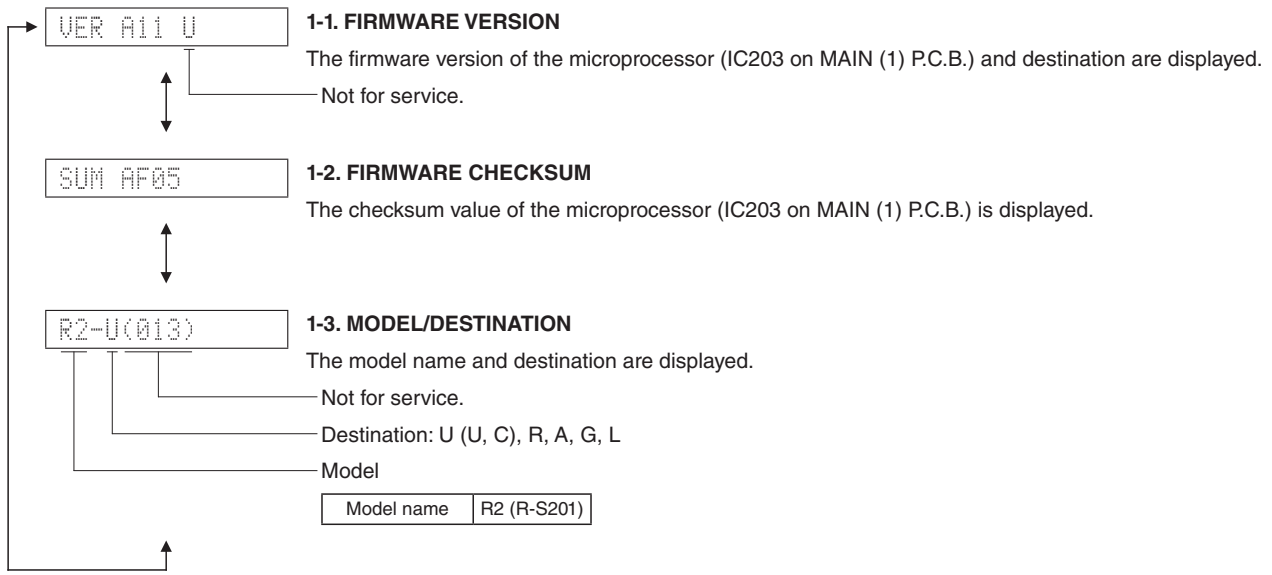 VER A11 U
1-1. FIRMWARE VERSION
The firmware version of the microprocessor (IC203 on MAIN (1) P.C.B.) and destination are displayed.
Not for service.
SUM AF05
1-2. FIRMWARE CHECKSUM
The checksum value of the microprocessor (IC203 on MAIN (1) P.C.B.) is displayed.
R2-U(013)
1-3. MODEL/DESTINATION
The model name and destination are displayed.
Not for service.
Destination: U (U, C), R, A, G, L
Model
Model name R2 (R-S201)